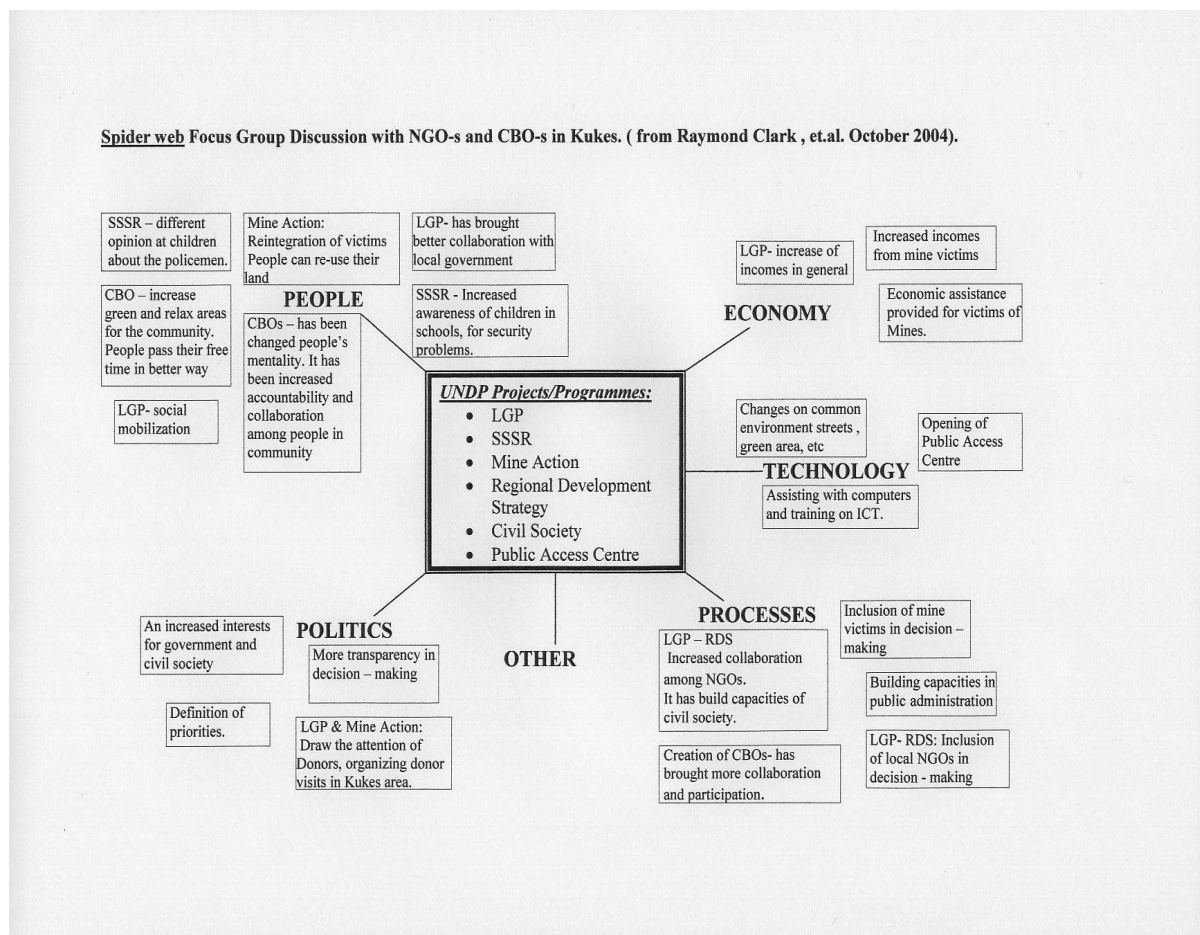 Spider web Focus Group Discussion with NGO-s and CBO-s in Kukes. ( from Raymond Clark , et.al. October 2004).
SSSR – different
opinion at children
about the policemen.
Mine Action:
Reintegration of victims
People can re-use their
land
LGP- has brought
better collaboration with
local government
CBO – increase
green and relax areas
for the community.
People pass their free
time in better way
PEOPLE
SSSR - Increased
awareness of children in
schools, for security
problems.
CBOs – has been
changed people's
mentality. It has
been increased
accountability and
collaboration
among people in
community
LGP- social
mobilization
LGP- increase of
incomes in general
Increased incomes
from mine victims
ECONOMY
Economic assistance
provided for victims of
Mines.
UNDP Projects/Programmes:
• LGP
• SSSR
• Mine Action
• Regional Development
Strategy
• Civil Society
• Public Access Centre
Changes on common
environment streets ,
green area, etc
Opening of
Public Access
Centre
TECHNOLOGY
Assisting with computers
and training on ICT.
An increased interests
for government and
civil society
POLITICS
More transparency in
decision – making
Definition of
priorities.
LGP & Mine Action:
Draw the attention of
Donors, organizing donor
visits in Kukes area.
OTHER
PROCESSES
LGP – RDS
Increased collaboration
among NGOs.
It has build capacities of
civil society.
Inclusion of mine
victims in decision –
making
Building capacities in
public administration
Creation of CBOs- has
brought more collaboration
and participation.
LGP- RDS: Inclusion
of local NGOs in
decision - making